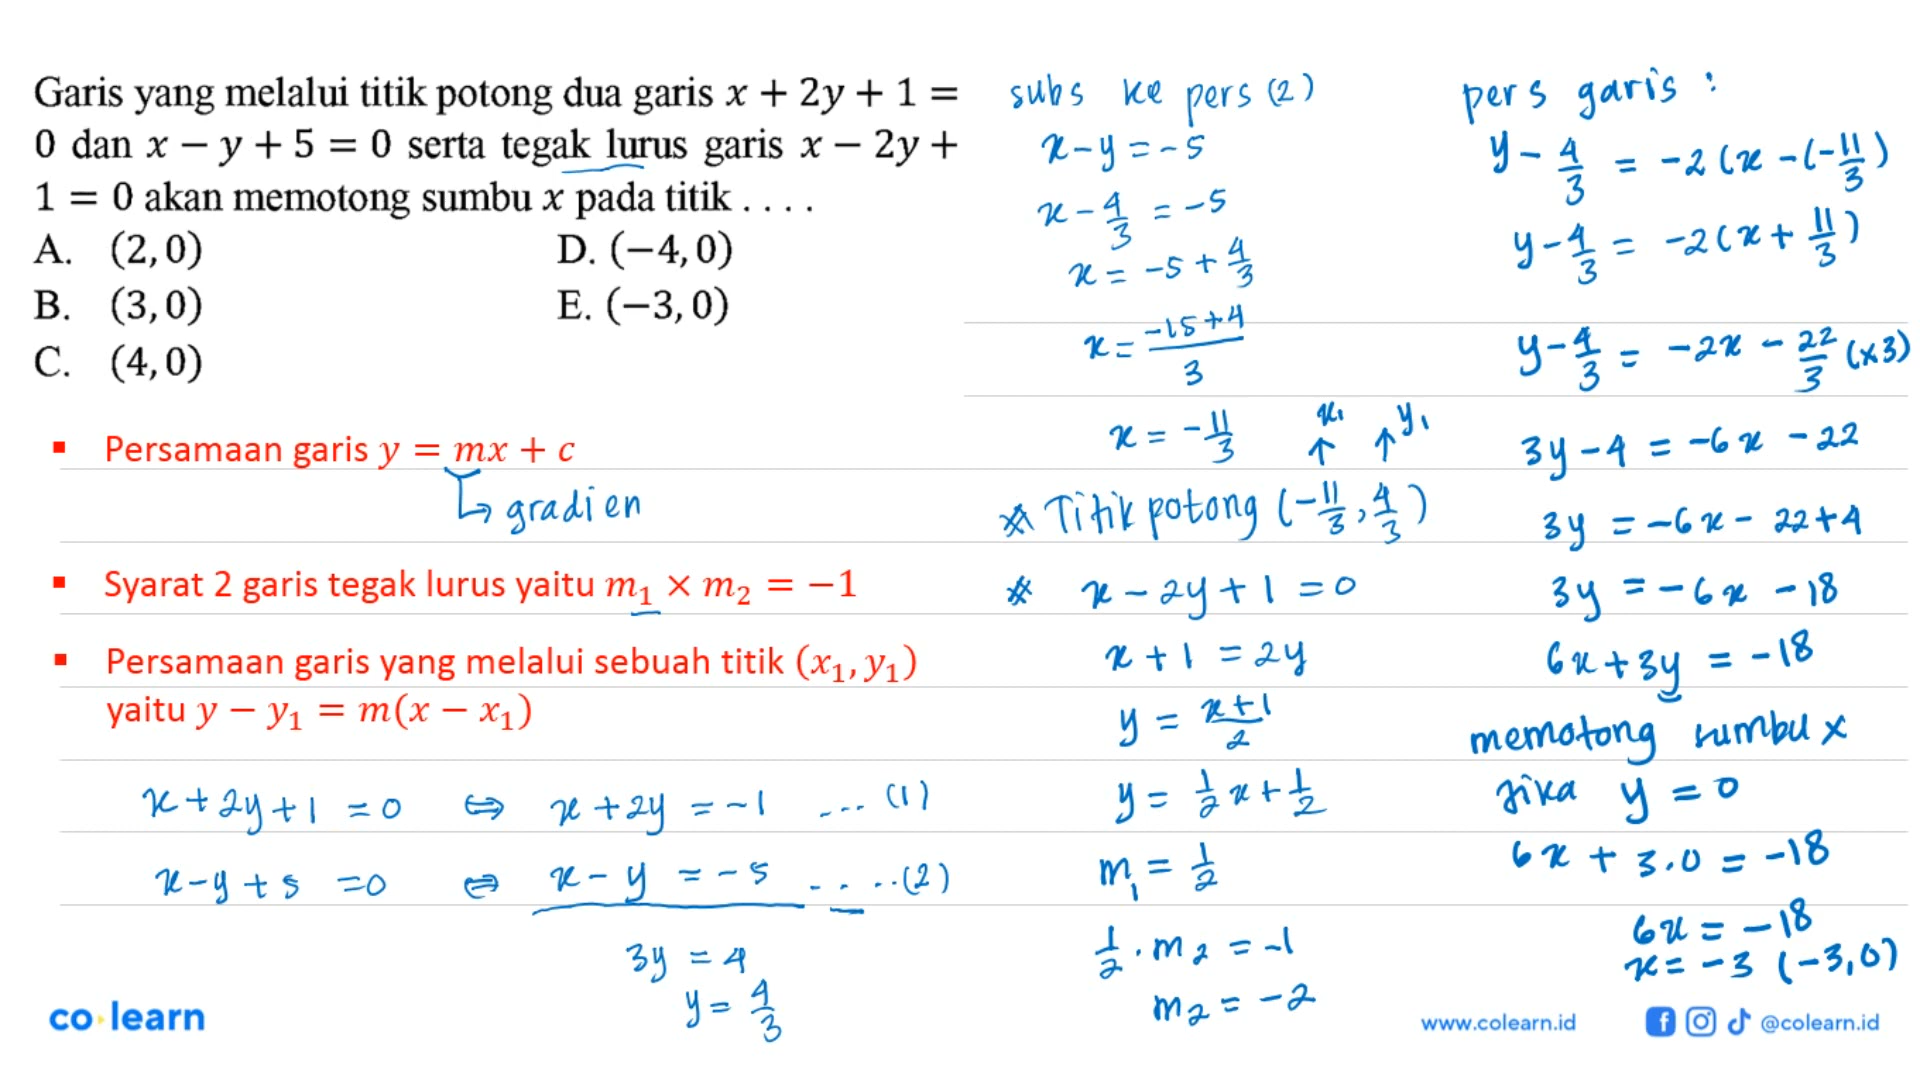 Garis yang melalui titik potong dua garis x + 2y + 1 =
0 dan x − y + 5 = 0 serta tegak lurus garis x − 2y +
1 = 0 akan memotong sumbu x pada titik . . . .
A. (2, 0)
D. (−4, 0)
B. (3, 0)
E. (−3, 0)
C. (4, 0)
▪ Persamaan garis y = mx + c
↳ gradien
▪ Syarat 2 garis tegak lurus yaitu m₁ × m₂ = −1
▪ Persamaan garis yang melalui sebuah titik (x₁, y₁)
yaitu y − y₁ = m(x − x₁)
x + 2y + 1 = 0 ⇔ x + 2y = −1 ... (1)
x − y + 5 = 0 ⇔ x − y = −5 .... (2)
3y = 4
y = 4/3
subs ke pers (2)
x − y = −5
x − 4/3 = −5
x = −5 + 4/3
x = (−15+4)/3
x = −11/3
x₁ y₁
↑ ↑
* Titik potong (−11/3, 4/3)
* x − 2y + 1 = 0
x + 1 = 2y
y = (x+1)/2
y = 1/2 x + 1/2
m₁ = 1/2
1/2 . m₂ = −1
m₂ = −2
pers garis :
y − 4/3 = −2(x − (−11/3)
y − 4/3 = −2(x + 11/3)
y − 4/3 = −2x − 22/3 (x3)
3y − 4 = −6x − 22
3y = −6x − 22+4
3y = −6x − 18
6x + 3y = −18
memotong sumbu x
jika y = 0
6x + 3.0 = −18
6x = −18
x = −3 (−3,0)
co learn
www.colearn.id
@colearn.id